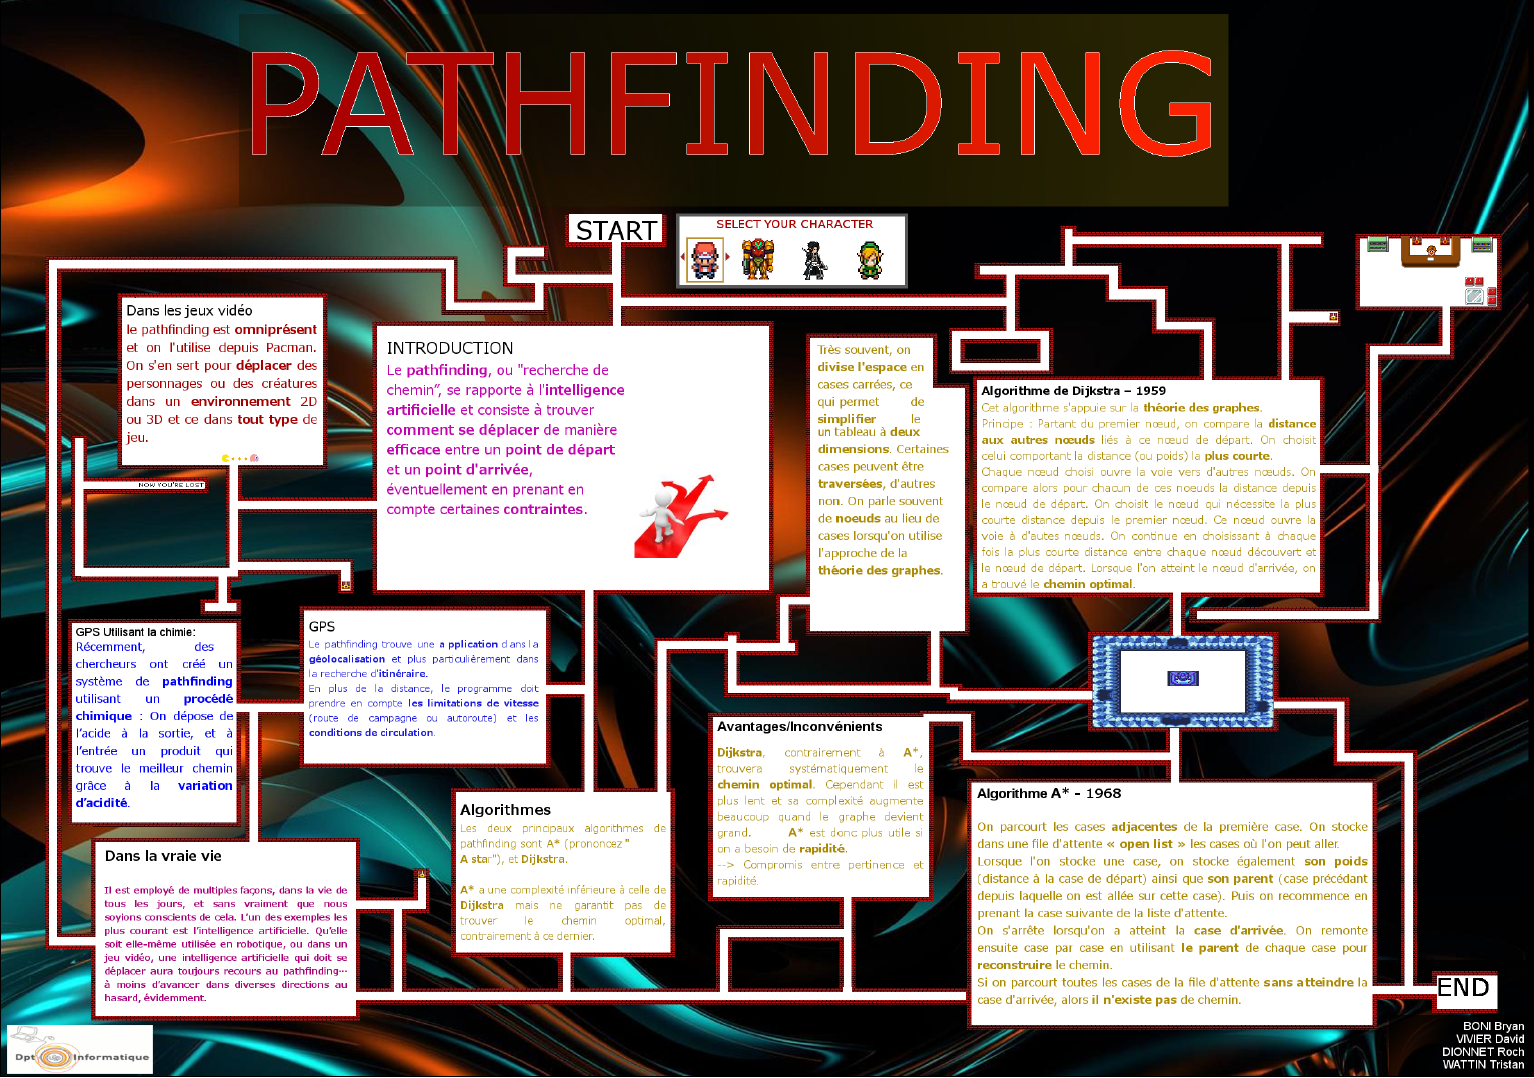 PATHFINDING
START
SELECT YOUR CHARACTER
Dans les jeux vidéo
le pathfinding est omniprésent
et on l'utilise depuis Pacman.
On s'en sert pour déplacer des
personnages ou des créatures
dans un environnement 2D
ou 3D et ce dans tout type de
jeu.
NOW YOU'RE LOST
INTRODUCTION
Le pathfinding, ou "recherche de
chemin”, se rapporte à l'intelligence
artificielle et consiste à trouver
comment se déplacer de manière
efficace entre un point de départ
et un point d'arrivée,
éventuellement en prenant en
compte certaines contraintes.
Très souvent, on
divise l'espace en
cases carrées, ce
qui permet de
simplifier le
un tableau à deux
dimensions. Certaines
cases peuvent être
traversées, d'autres
non. On parle souvent
de noeuds au lieu de
cases lorsqu'on utilise
l'approche de la
théorie des graphes.
Algorithme de Dijkstra – 1959
Cet algorithme s'appuie sur la théorie des graphes.
Principe : Partant du premier nœud, on compare la distance
aux autres nœuds liés à ce nœud de départ. On choisit
celui comportant la distance (ou poids) la plus courte.
Chaque nœud choisi ouvre la voie vers d'autres nœuds. On
compare alors pour chacun de ces noeuds la distance depuis
le nœud de départ. On choisit le nœud qui nécessite la plus
courte distance depuis le premier nœud. Ce nœud ouvre la
voie à d'autes nœuds. On continue en choisissant à chaque
fois la plus courte distance entre chaque nœud découvert et
le nœud de départ. Lorsque l'on atteint le nœud d'arrivée, on
a trouvé le chemin optimal.
GPS Utilisant la chimie:
Récemment, des
chercheurs ont créé un
système de pathfinding
utilisant un procédé
chimique : On dépose de
l'acide à la sortie, et à
l'entrée un produit qui
trouve le meilleur chemin
grâce à la variation
d'acidité.
GPS
Le pathfinding trouve une a pplication dans la
géolocalisation et plus particulièrement dans
la recherche d'itinéraire.
En plus de la distance, le programme doit
prendre en compte les limitations de vitesse
(route de campagne ou autoroute) et les
conditions de circulation.
Avantages/Inconvénients
Dijkstra, contrairement à A*,
trouvera systématiquement le
chemin optimal. Cependant il est
plus lent et sa complexité augmente
beaucoup quand le graphe devient
grand. A* est donc plus utile si
on a besoin de rapidité.
--> Compromis entre pertinence et
rapidité.
Algorithmes
Les deux principaux algorithmes de
pathfinding sont A* (prononcez "
A star"), et Dijkstra.
A* a une complexité inférieure à celle de
Dijkstra mais ne garantit pas de
trouver le chemin optimal,
contrairement à ce dernier.
Algorithme A* - 1968
On parcourt les cases adjacentes de la première case. On stocke
dans une file d'attente « open list » les cases où l'on peut aller.
Lorsque l'on stocke une case, on stocke également son poids
(distance à la case de départ) ainsi que son parent (case précédant
depuis laquelle on est allée sur cette case). Puis on recommence en
prenant la case suivante de la liste d'attente.
On s'arrête lorsqu'on a atteint la case d'arrivée. On remonte
ensuite case par case en utilisant le parent de chaque case pour
reconstruire le chemin.
Si on parcourt toutes les cases de la file d'attente sans atteindre la
case d'arrivée, alors il n'existe pas de chemin.
Dans la vraie vie
Il est employé de multiples façons, dans la vie de
tous les jours, et sans vraiment que nous
soyions conscients de cela. L'un des exemples les
plus courant est l'intelligence artificielle. Qu'elle
soit elle-même utilisée en robotique, ou dans un
jeu vidéo, une intelligence artificielle qui doit se
déplacer aura toujours recours au pathfinding…
à moins d'avancer dans diverses directions au
hasard, évidemment.
END
Dpt Informatique
BONI Bryan
VIVIER David
DIONNET Roch
WATTIN Tristan